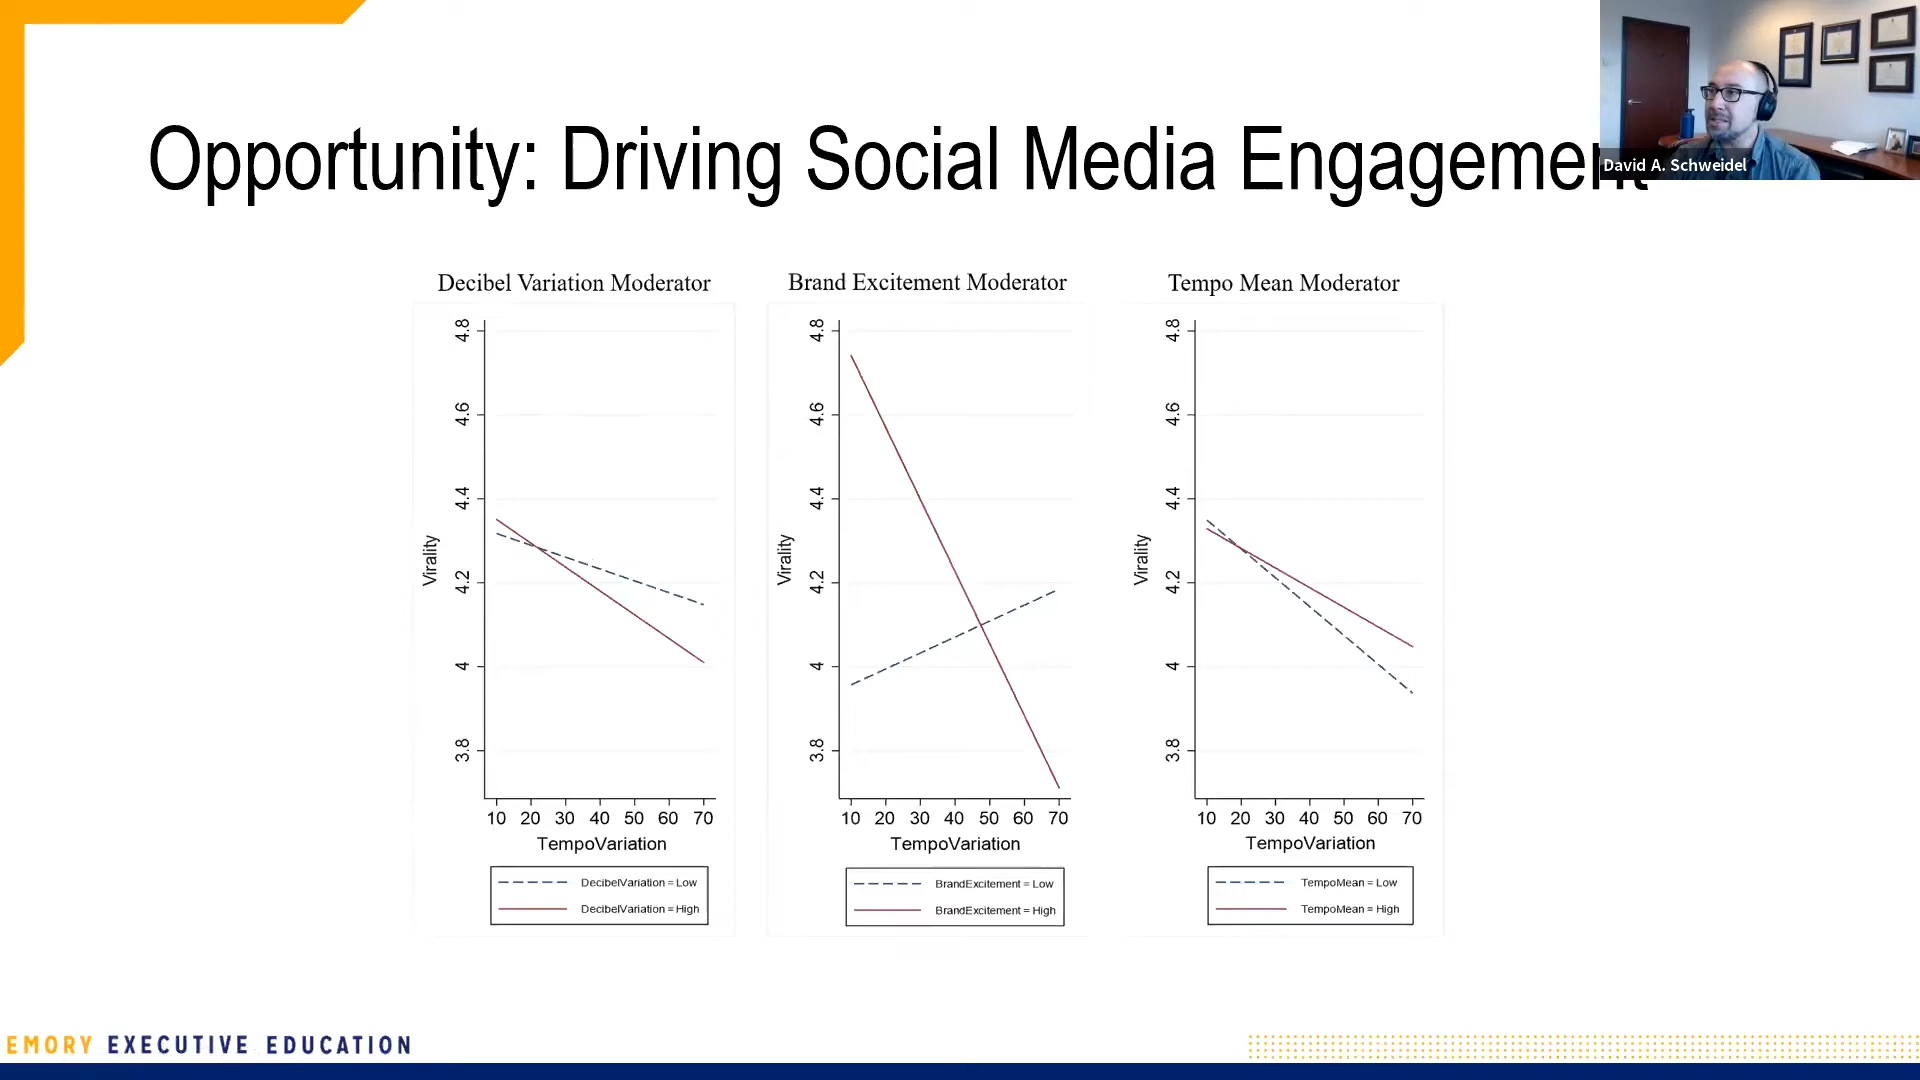 Opportunity: Driving Social Media Engagement
David A. Schweidel
Decibel Variation Moderator
Virality
4.8
4.6
4.4
4.2
4
3.8
10 20 30 40 50 60 70
TempoVariation
DecibelVariation = Low
DecibelVariation = High
Brand Excitement Moderator
Virality
4.8
4.6
4.4
4.2
4
3.8
10 20 30 40 50 60 70
TempoVariation
BrandExcitement = Low
BrandExcitement = High
Tempo Mean Moderator
Virality
4.8
4.6
4.4
4.2
4
3.8
10 20 30 40 50 60 70
TempoVariation
TempoMean = Low
TempoMean = High
EMORY EXECUTIVE EDUCATION